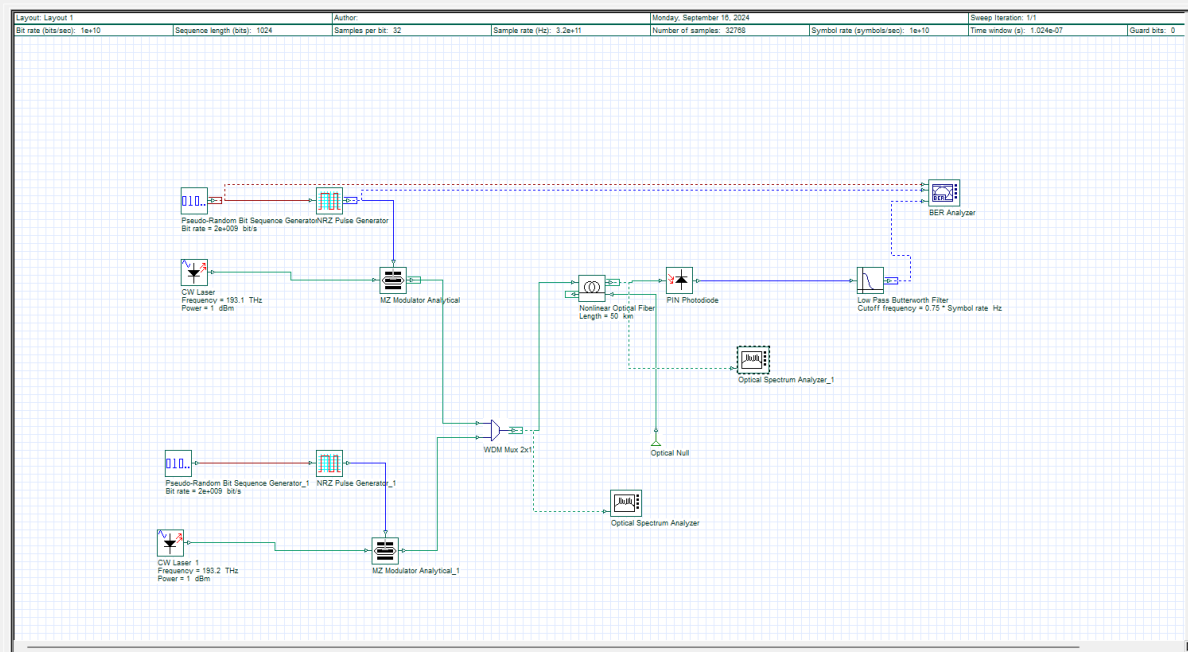 Layout: Layout 1
Author:
Monday, September 16, 2024
Sweep Iteration: 1/1
Bit rate (bits/sec): 1e+10
Sequence length (bits): 1024
Samples per bit: 32
Sample rate (Hz): 3.2e+11
Number of samples: 32768
Symbol rate (symbols/sec): 1e+10
Time window (s): 1.024e-07
Guard bits: 0
010..
BER
BER Analyzer
Pseudo-Random Bit Sequence Generator
Bit rate = 2e+009 bit/s
NRZ Pulse Generator
CW Laser
Frequency = 193.1 THz
Power = 1 dBm
MZ Modulator Analytical
Nonlinear Optical Fiber
Length = 50 km
PIN Photodiode
Low Pass Butterworth Filter
Cutoff frequency = 0.75 * Symbol rate Hz
Optical Spectrum Analyzer_1
WDM Mux 2x1
Optical Null
010..
Pseudo-Random Bit Sequence Generator_1
Bit rate = 2e+009 bit/s
NRZ Pulse Generator_1
Optical Spectrum Analyzer
CW Laser 1
Frequency = 193.2 THz
Power = 1 dBm
MZ Modulator Analytical_1